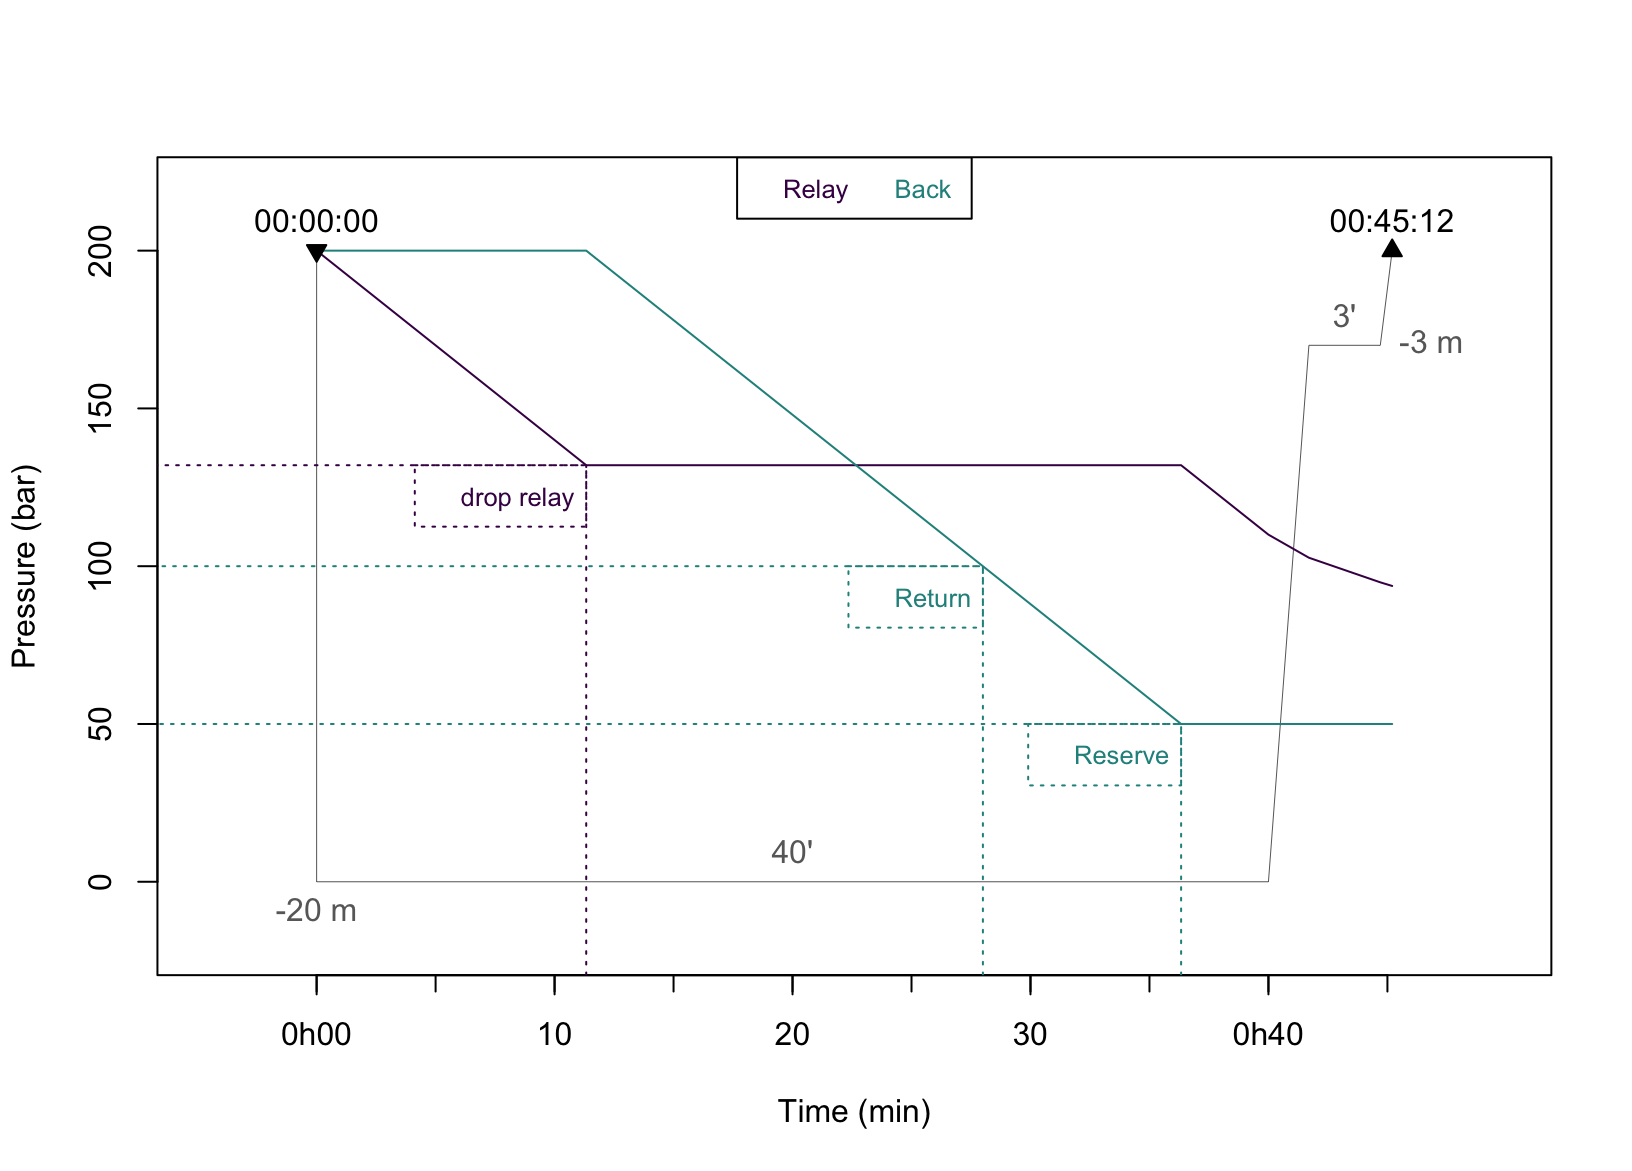 Relay Back
00:00:00
00:45:12
200
3'
-3 m
150
drop relay
100
Return
50
Reserve
40'
0
-20 m
Pressure (bar)
0h00 10 20 30 0h40
Time (min)